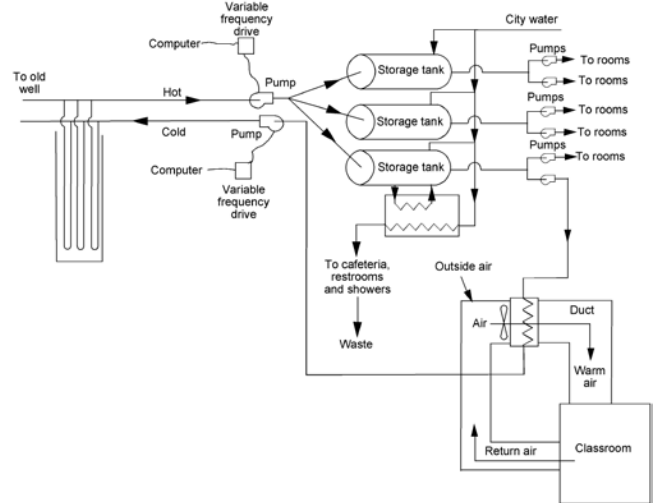 Variable
frequency
drive
Computer
City water
To old
well
Pump
Hot
Storage tank
Pumps
To rooms
To rooms
Cold
Pump
Storage tank
Pumps
To rooms
To rooms
Computer
Variable
frequency
drive
Storage tank
Pumps
To rooms
To cafeteria,
restrooms
and showers
Waste
Outside air
Air
Duct
Warm
air
Return air
Classroom